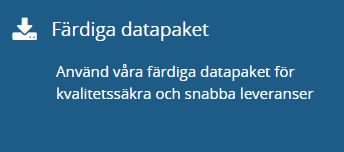 Färdiga datapaket
Använd våra färdiga datapaket för
kvalitetssäkra och snabba leveranser